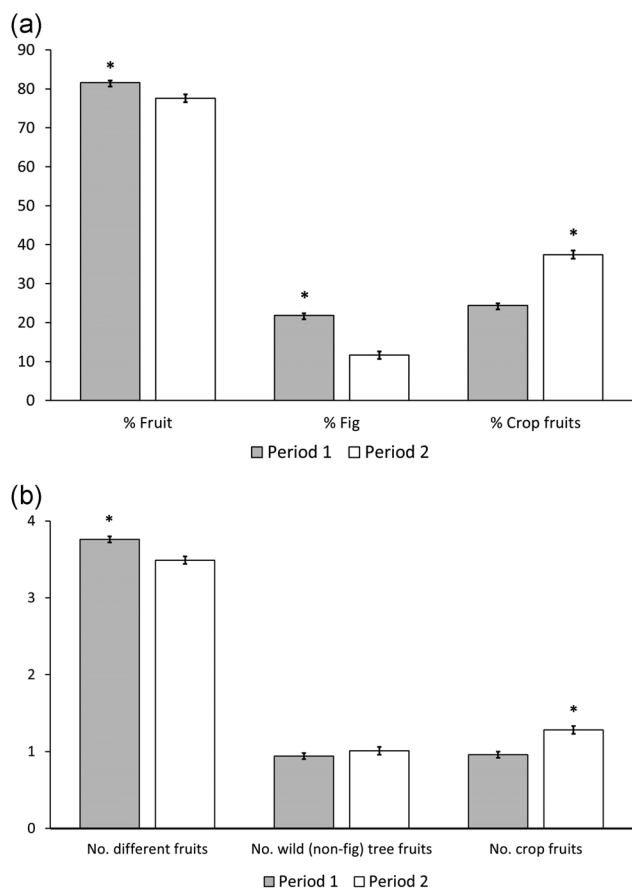 (a)
90
80
70
60
50
40
30
20
10
0
* * *
% Fruit % Fig % Crop fruits
Period 1 Period 2
(b)
4
3
2
1
0
* *
No. different fruits No. wild (non-fig) tree fruits No. crop fruits
Period 1 Period 2